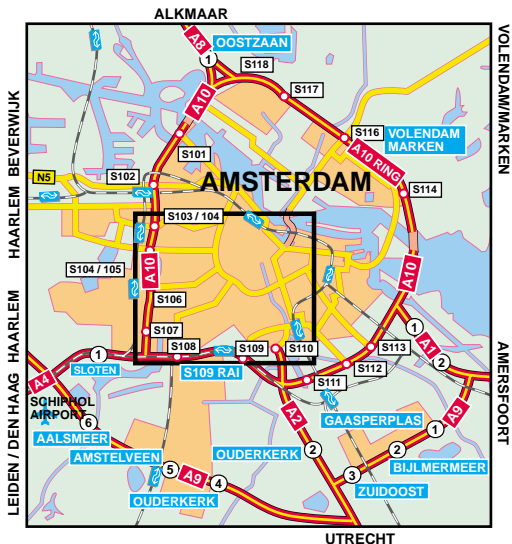 ALKMAAR
A8
1
OOSTZAAN
S118
S117
VOLENDAM/MARKEN
BEVERWIJK
A10
S116
VOLENDAM
MARKEN
S101
A10 RING
N5
S102
AMSTERDAM
S114
HAARLEM
S103 / 104
S104 / 105
A10
A10
S106
HAARLEM
S107
S108
S109
S110
S113
A1
1
2
A4
1
SLOTEN
S109 RAI
S111
S112
AMERSFOORT
SCHIPHOL
AIRPORT
A2
GAASPERPLAS
A9
LEIDEN / DEN HAAG
6
AALSMEER
1
AMSTELVEEN
OUDERKERK
2
2
BIJLMERMEER
5
A9
4
3
ZUIDOOST
OUDERKERK
UTRECHT